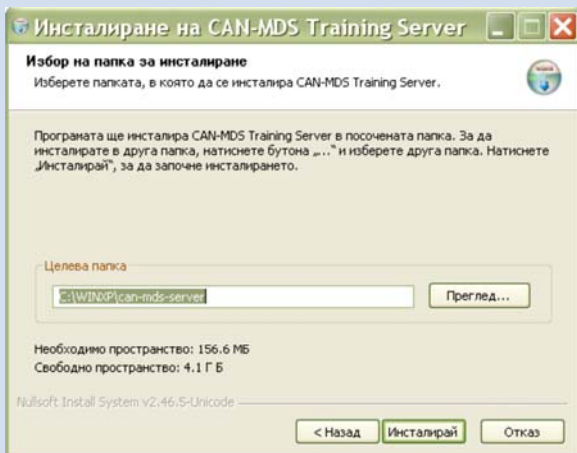 Инсталиране на CAN-MDS Training Server
Избор на папка за инсталиране
Изберете папката, в която да се инсталира CAN-MDS Training Server.
Програмата ще инсталира CAN-MDS Training Server в посочената папка. За да
инсталирате в друга папка, натиснете бутона „...“ и изберете друга папка. Натиснете
„Инсталирай“, за да започне инсталирането.
Целева папка
C:\WINXP\can-mds-server
Преглед...
Необходимо пространство: 156.6 МБ
Свободно пространство: 4.1 Г Б
Nullsoft Install System v2.46.5-Unicode
< Назад Инсталирай Отказ